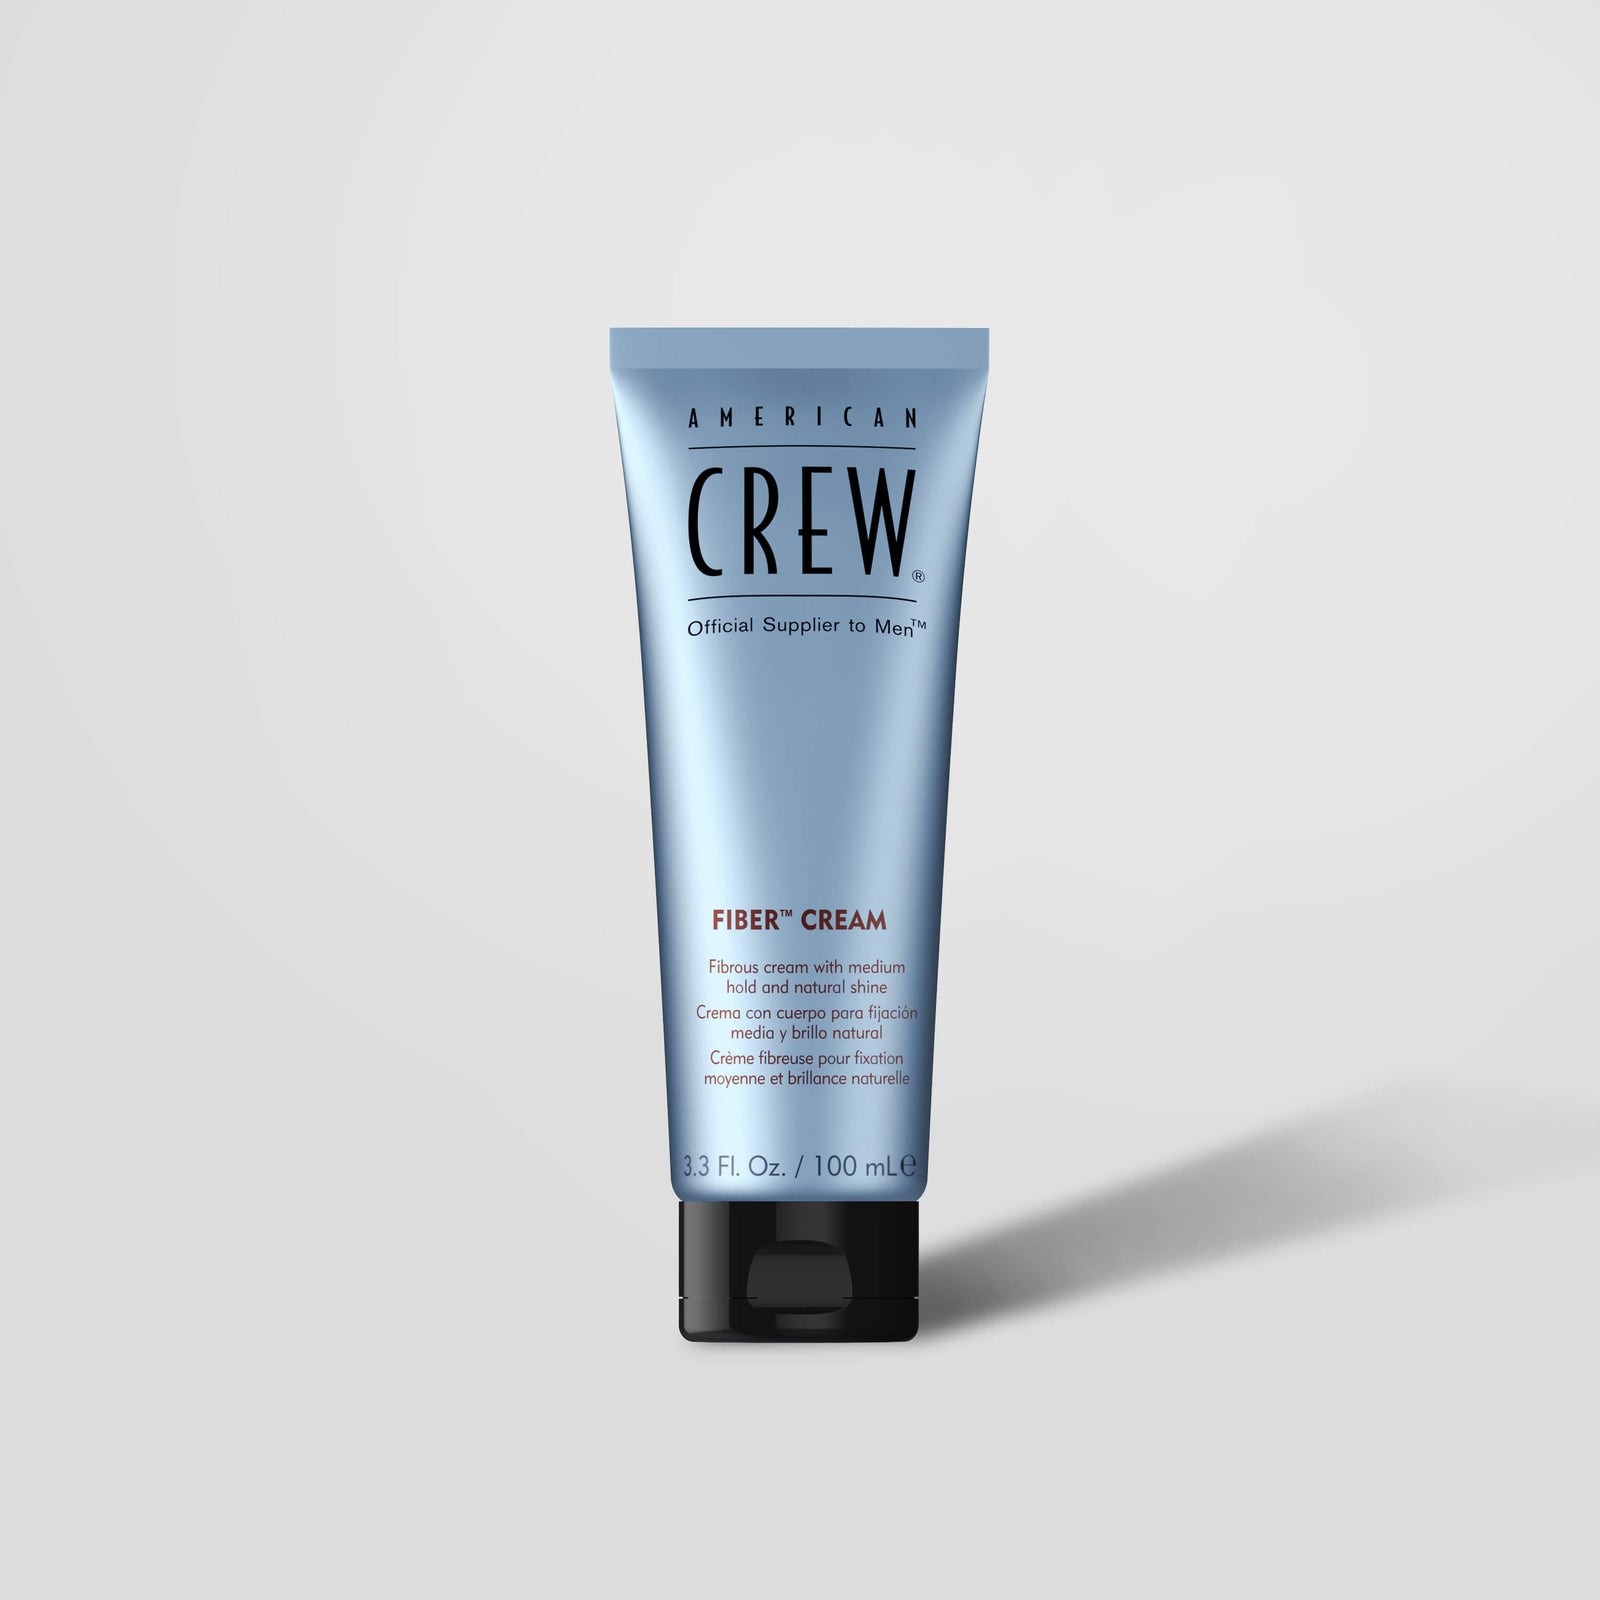 AMERICAN
CREW®
Official Supplier to Men™
FIBER™ CREAM
Fibrous cream with medium
hold and natural shine
Crema con cuerpo para fijación
media y brillo natural
Crème fibreuse pour fixation
moyenne et brillance naturelle
3.3 Fl. Oz. / 100 mL℮